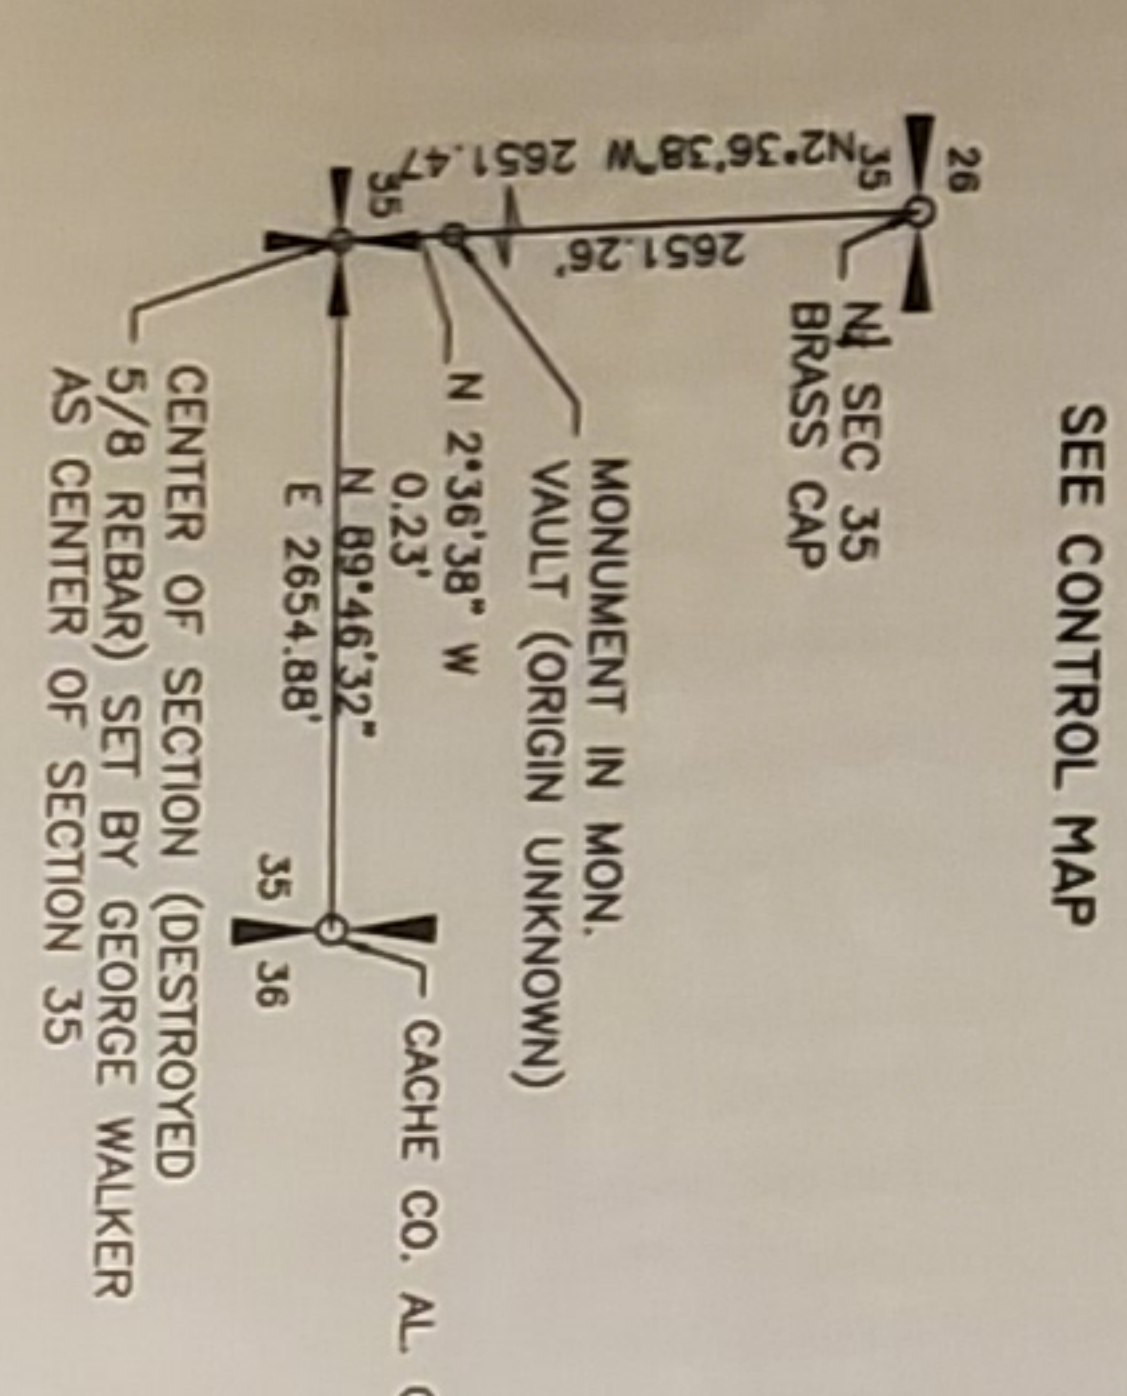 SEE CONTROL MAP
26
35
N¼ SEC 35
BRASS CAP
N2°36'38"W 2651.47
2651.26'
MONUMENT IN MON.
VAULT (ORIGIN UNKNOWN)
35
N 2°36'38" W
0.23'
N 89°46'32"
E 2654.88'
CACHE CO. AL.
35
36
CENTER OF SECTION (DESTROYED
5/8 REBAR) SET BY GEORGE WALKER
AS CENTER OF SECTION 35